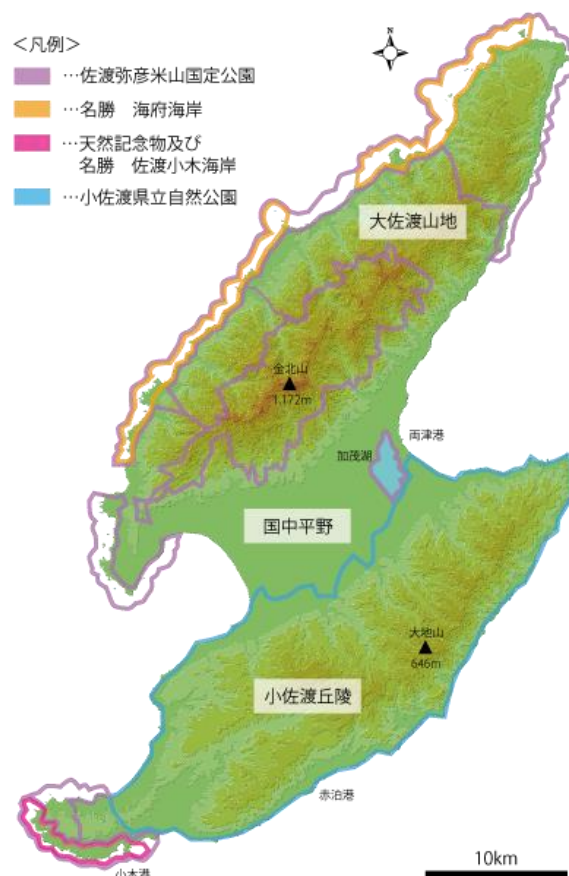 N
＜凡例＞
…佐渡弥彦米山国定公園
…名勝　海府海岸
…天然記念物及び
名勝　佐渡小木海岸
…小佐渡県立自然公園
大佐渡山地
金北山
1,172m
両津港
加茂湖
国中平野
大地山
646m
小佐渡丘陵
赤泊港
小木港
10km